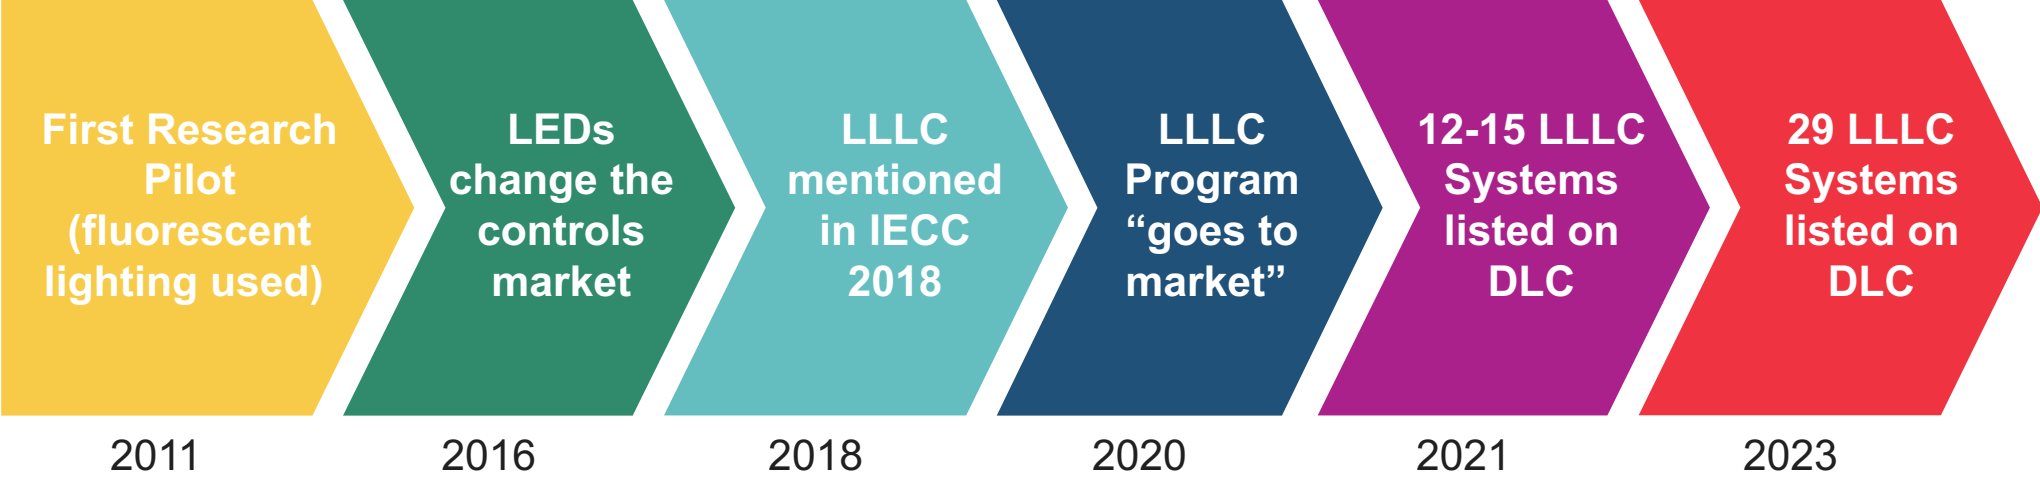 First Research
Pilot
(fluorescent
lighting used)
LEDs
change the
controls
market
LLLC
mentioned
in IECC
2018
LLLC
Program
“goes to
market”
12-15 LLLC
Systems
listed on
DLC
29 LLLC
Systems
listed on
DLC
2011
2016
2018
2020
2021
2023